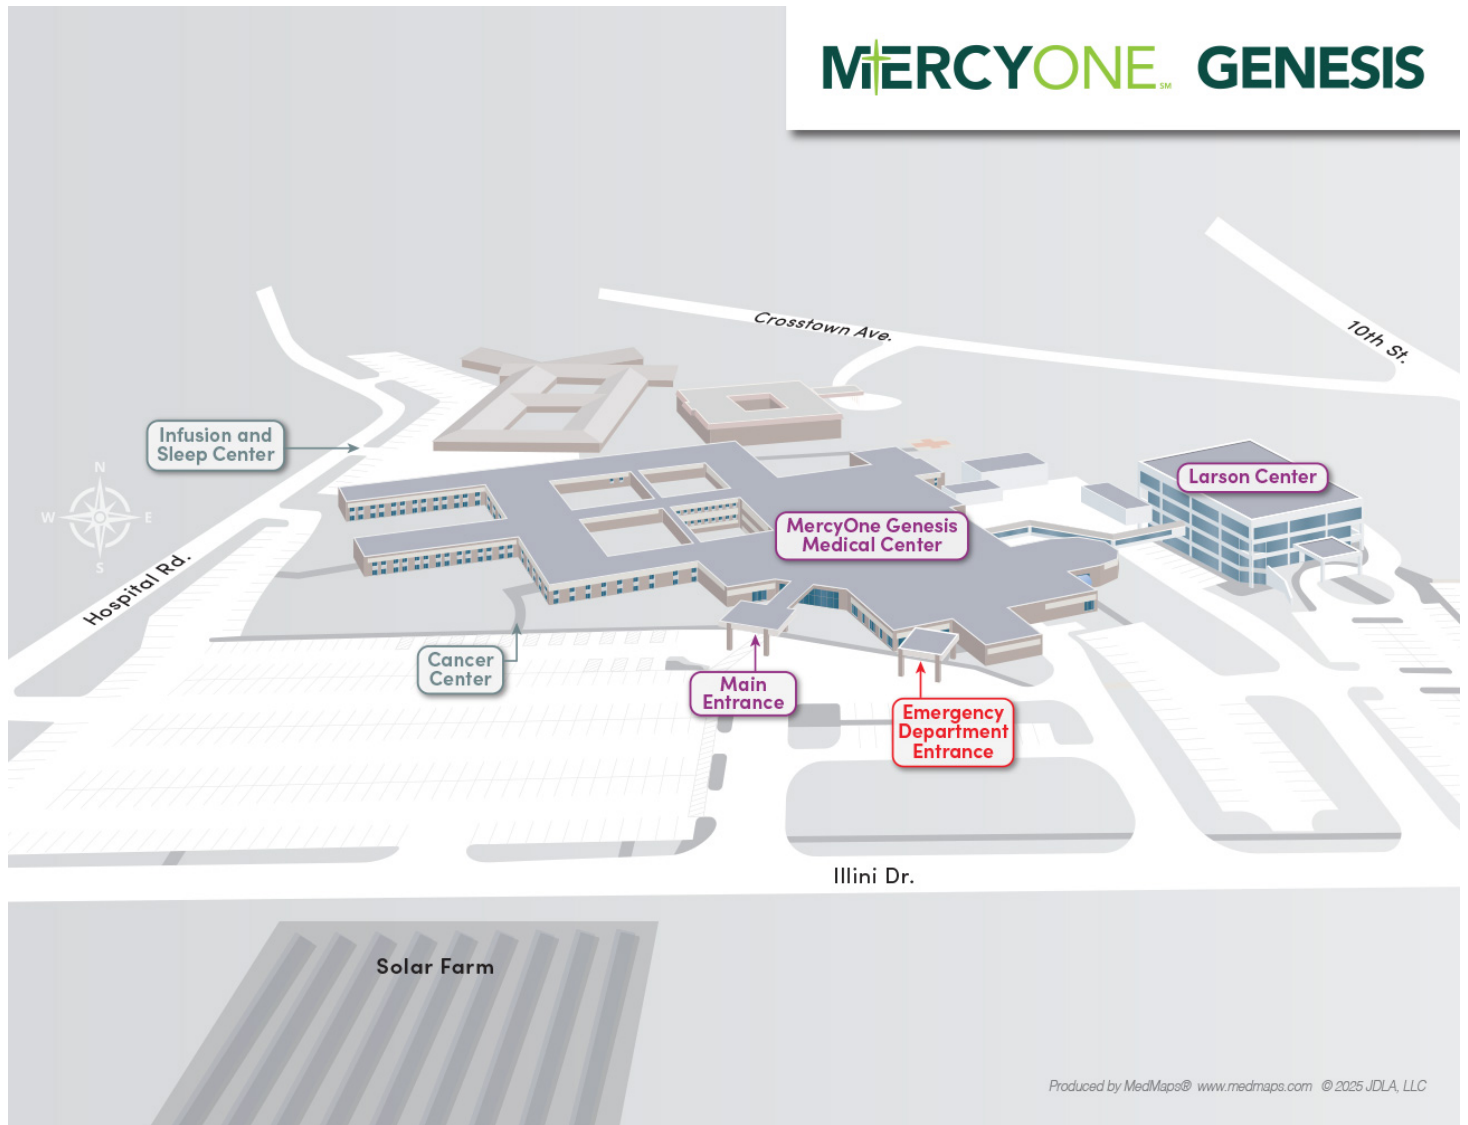 MERCYONE SM GENESIS
Crosstown Ave.
10th St.
Infusion and
Sleep Center
Larson Center
N
W E
S
MercyOne Genesis
Medical Center
Hospital Rd.
Cancer
Center
Main
Entrance
Emergency
Department
Entrance
Illini Dr.
Solar Farm
Produced by MedMaps® www.medmaps.com © 2025 JDLA, LLC